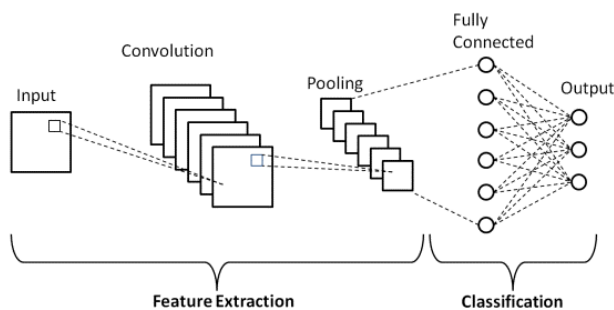 Fully
Connected
Convolution
Pooling
Output
Input
Feature Extraction
Classification